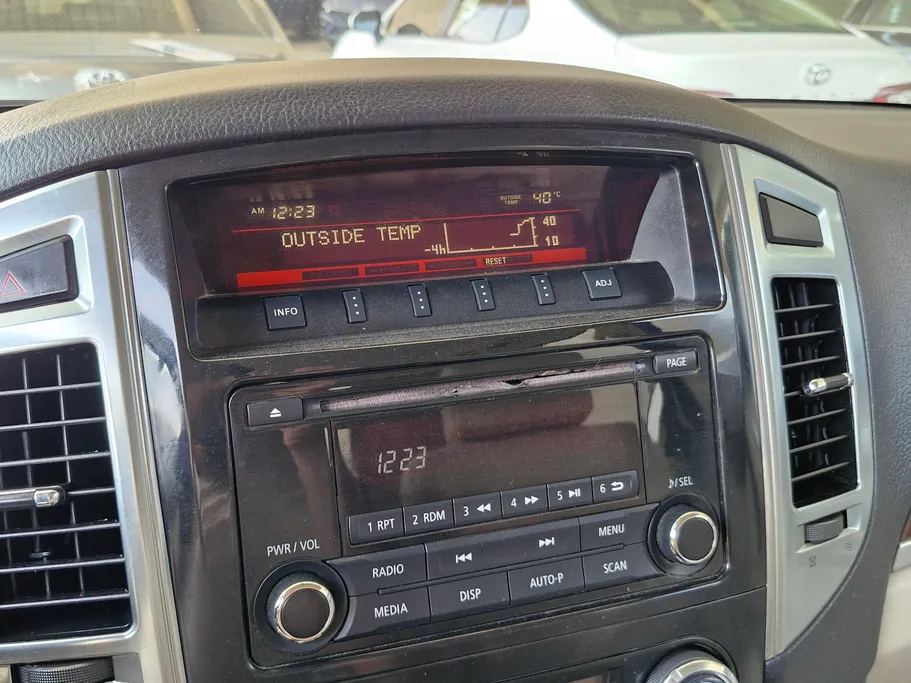 AM 12:23
OUTSIDE TEMP 40°C
OUTSIDE TEMP
40
10
-4h
RESET
INFO
ADJ
PAGE
1223
♪/SEL
1 RPT 2 RDM 3 ◀◀ 4 ▶▶ 5 ▶II 6 ⮌
PWR / VOL
RADIO
MENU
MEDIA DISP AUTO-P SCAN